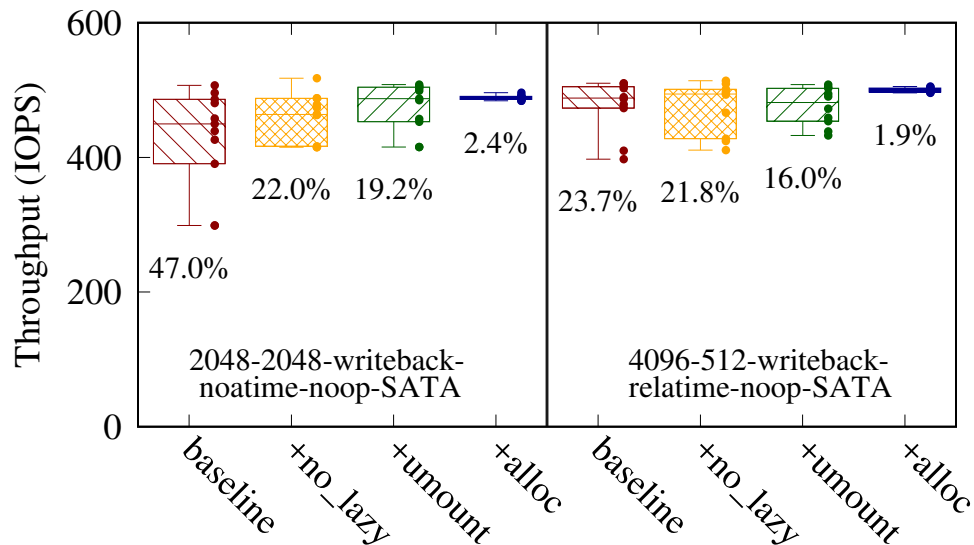 Throughput (IOPS)
600
400
200
0
47.0%
22.0%
19.2%
2.4%
23.7%
21.8%
16.0%
1.9%
2048-2048-writeback-
noatime-noop-SATA
4096-512-writeback-
relatime-noop-SATA
baseline
+no_lazy
+umount
+alloc
baseline
+no_lazy
+umount
+alloc